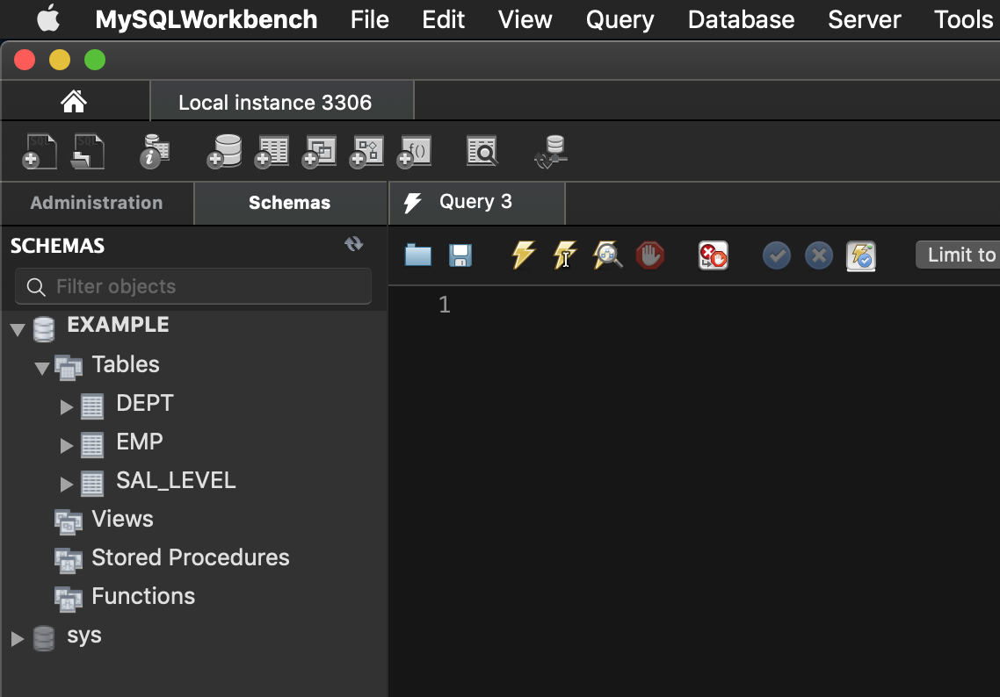 MySQLWorkbench File Edit View Query Database Server Tools
Local instance 3306
SQL SQL i f()
Administration Schemas Query 3
SCHEMAS
Limit to
Filter objects
1
EXAMPLE
Tables
DEPT
EMP
SAL_LEVEL
Views
Stored Procedures
Functions
sys